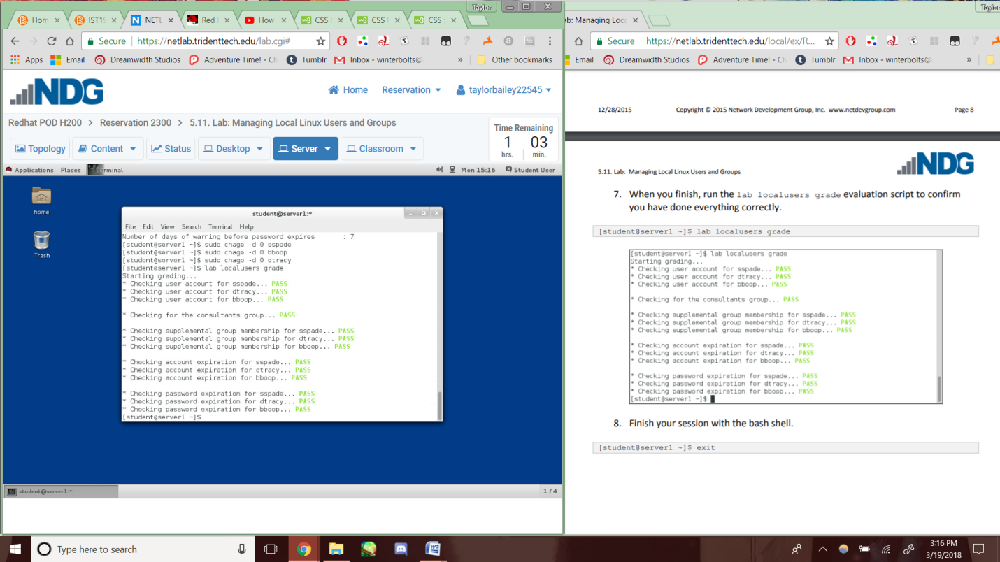 Taylor
Hom
IST19
NETL
Red
How
CSS
CSS
CSS
Secure
https://netlab.tridenttech.edu/lab.cgi#
Apps
Email
Dreamwidth Studios
Adventure Time! - Ch
Tumblr
Inbox - winterbolts@
»
Other bookmarks
NDG
Home
Reservation
taylorbailey22545
Redhat POD H200 > Reservation 2300 > 5.11. Lab: Managing Local Linux Users and Groups
Time Remaining
1 03
hrs. min.
Topology
Content
Status
Desktop
Server
Classroom
Applications Places Terminal
Mon 15:16
Student User
home
Trash
student@server1:~
File Edit View Search Terminal Help
Number of days of warning before password expires : 7
[student@server1 ~]$ sudo chage -d 0 sspade
[student@server1 ~]$ sudo chage -d 0 bboop
[student@server1 ~]$ sudo chage -d 0 dtracy
[student@server1 ~]$ lab localusers grade
Starting grading...
* Checking user account for sspade... PASS
* Checking user account for dtracy... PASS
* Checking user account for bboop... PASS
* Checking for the consultants group... PASS
* Checking supplemental group membership for sspade... PASS
* Checking supplemental group membership for dtracy... PASS
* Checking supplemental group membership for bboop... PASS
* Checking account expiration for sspade... PASS
* Checking account expiration for dtracy... PASS
* Checking account expiration for bboop... PASS
* Checking password expiration for sspade... PASS
* Checking password expiration for dtracy... PASS
* Checking password expiration for bboop... PASS
[student@server1 ~]$
student@server1:~
1 / 4
Taylor
ab: Managing Loca
Secure
https://netlab.tridenttech.edu/local/ex/R...
Email
Dreamwidth Studios
Adventure Time! - Ch
Tumblr
Inbox - winterbolts@
»
12/28/2015
Copyright © 2015 Network Development Group, Inc. www.netdevgroup.com
Page 8
5.11. Lab: Managing Local Linux Users and Groups
NDG
7. When you finish, run the lab localusers grade evaluation script to confirm
you have done everything correctly.
[student@server1 ~]$ lab localusers grade
[student@server1 ~]$ lab localusers grade
Starting grading...
* Checking user account for sspade... PASS
* Checking user account for dtracy... PASS
* Checking user account for bboop... PASS
* Checking for the consultants group... PASS
* Checking supplemental group membership for sspade... PASS
* Checking supplemental group membership for dtracy... PASS
* Checking supplemental group membership for bboop... PASS
* Checking account expiration for sspade... PASS
* Checking account expiration for dtracy... PASS
* Checking account expiration for bboop... PASS
* Checking password expiration for sspade... PASS
* Checking password expiration for dtracy... PASS
* Checking password expiration for bboop... PASS
[student@server1 ~]$
8. Finish your session with the bash shell.
[student@server1 ~]$ exit
Type here to search
3:16 PM
3/19/2018